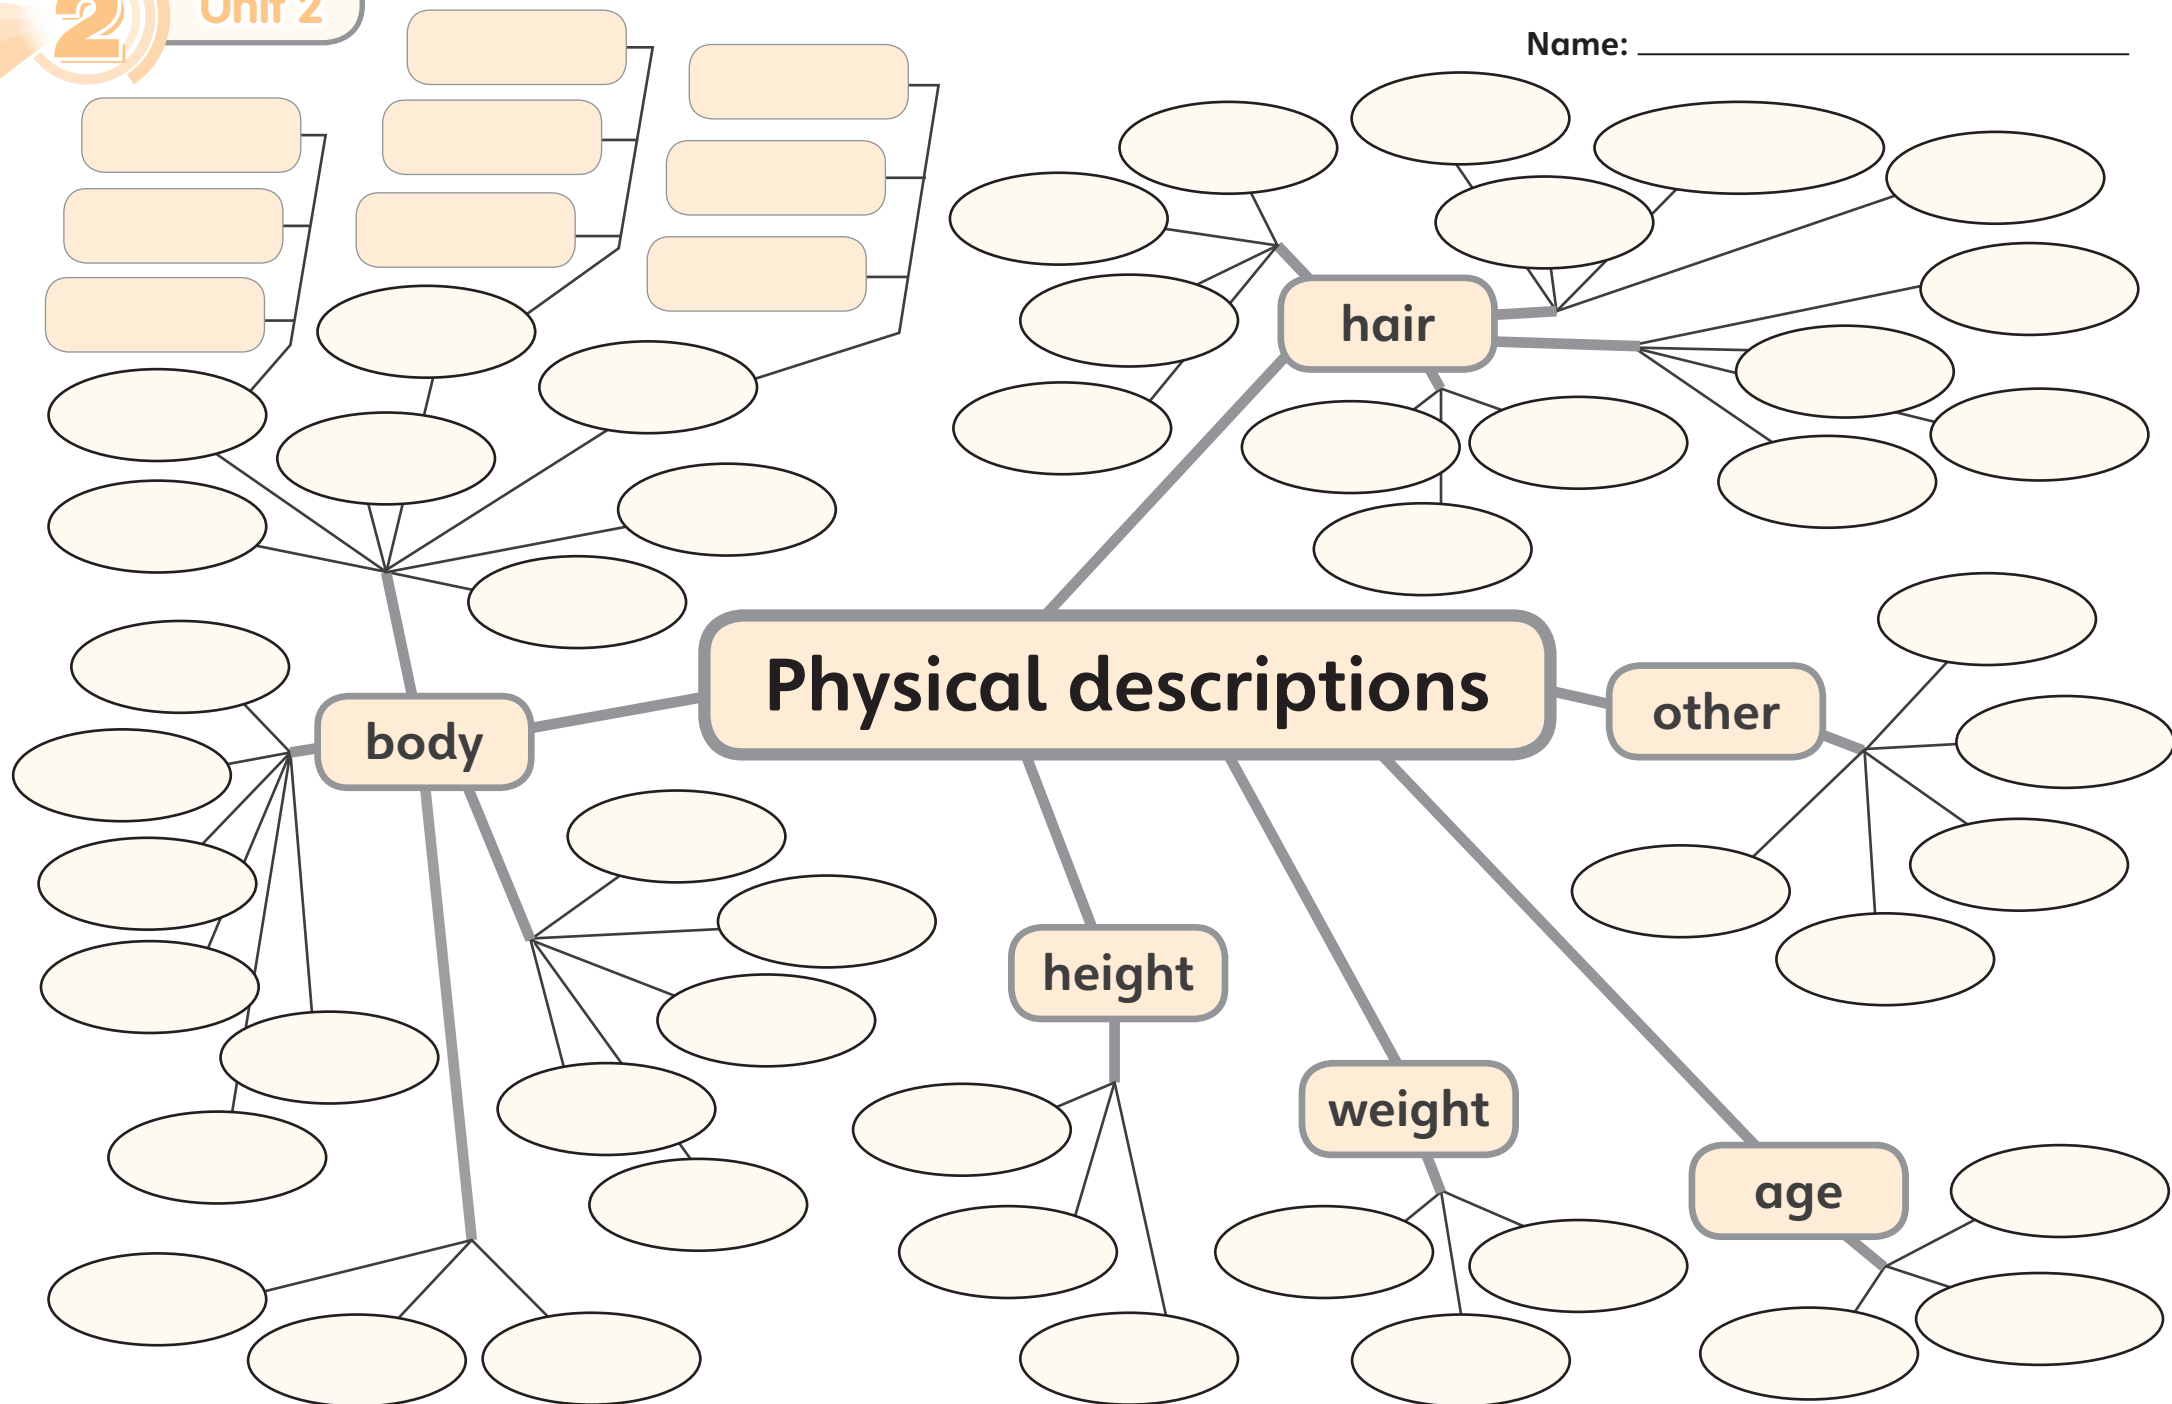 2
Unit 2
Name:
hair
Physical descriptions
other
body
height
weight
age